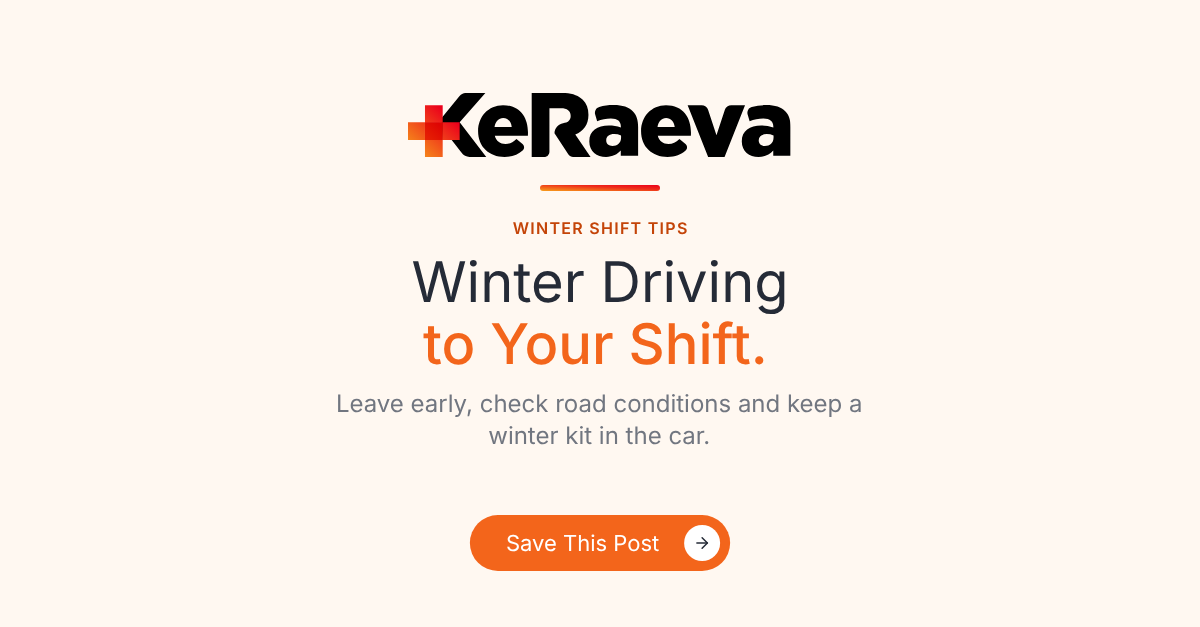 KeRaeva
WINTER SHIFT TIPS
Winter Driving
to Your Shift.
Leave early, check road conditions and keep a
winter kit in the car.
Save This Post